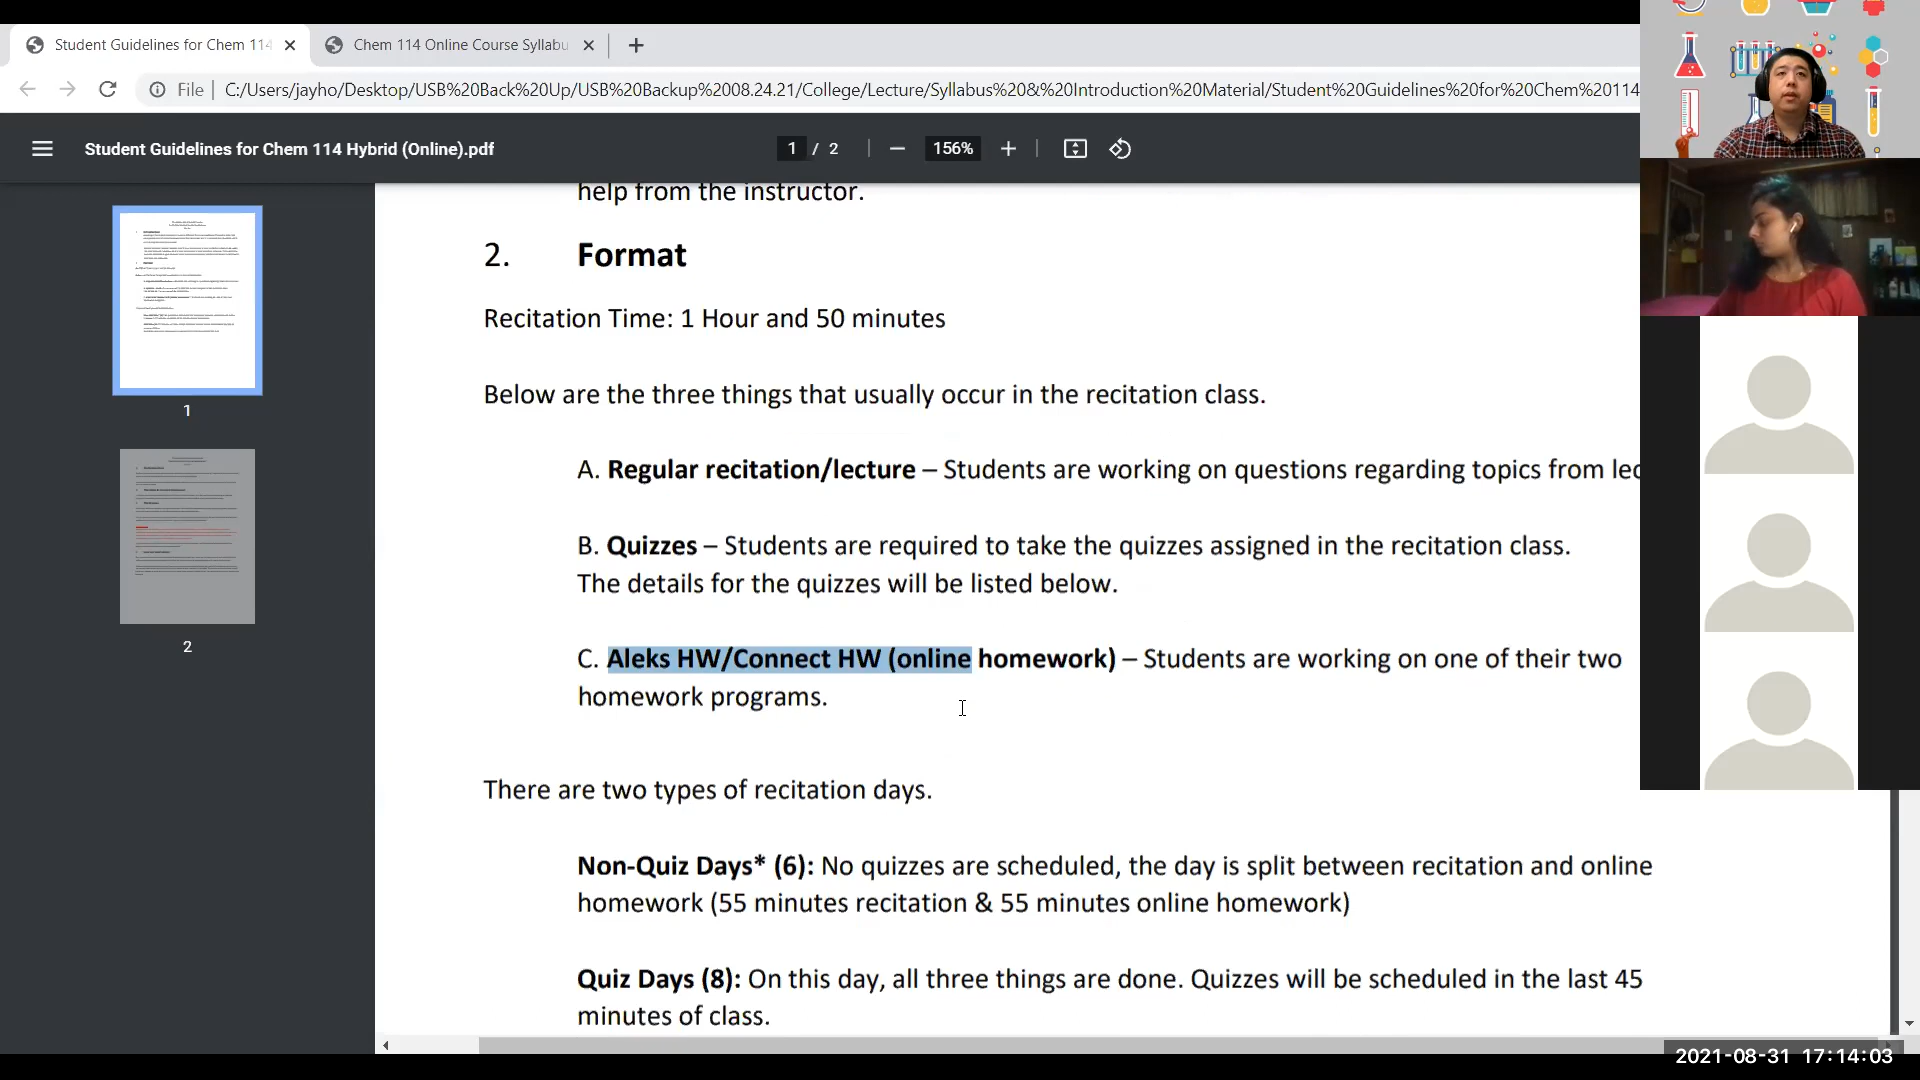 Student Guidelines for Chem 114
Chem 114 Online Course Syllabu
File
C:/Users/jayho/Desktop/USB%20Back%20Up/USB%20Backup%2008.24.21/College/Lecture/Syllabus%20&%20Introduction%20Material/Student%20Guidelines%20for%20Chem%20114
Student Guidelines for Chem 114 Hybrid (Online).pdf
1 / 2
156%
1
2
help from the instructor.
2. Format
Recitation Time: 1 Hour and 50 minutes
Below are the three things that usually occur in the recitation class.
A. Regular recitation/lecture – Students are working on questions regarding topics from lec
B. Quizzes – Students are required to take the quizzes assigned in the recitation class.
The details for the quizzes will be listed below.
C. Aleks HW/Connect HW (online homework) – Students are working on one of their two
homework programs.
There are two types of recitation days.
Non-Quiz Days* (6): No quizzes are scheduled, the day is split between recitation and online
homework (55 minutes recitation & 55 minutes online homework)
Quiz Days (8): On this day, all three things are done. Quizzes will be scheduled in the last 45
minutes of class.
2021-08-31 17:14:03